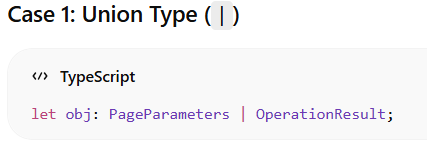 Case 1: Union Type (|)
</> TypeScript
let obj: PageParameters | OperationResult;